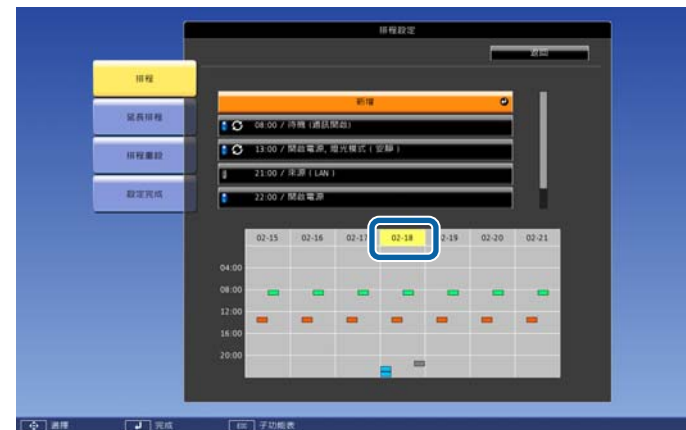 排程設定
返回
排程
延長排程
排程重設
設定完成
新增
08:00 / 待機 (通訊開啟)
13:00 / 開啟電源, 燈光模式 ( 安靜 )
21:00 / 來源 ( LAN )
22:00 / 開啟電源
02-15 02-16 02-17 02-18 02-19 02-20 02-21
04:00
08:00
12:00
16:00
20:00
選擇 完成 Esc 子功能表